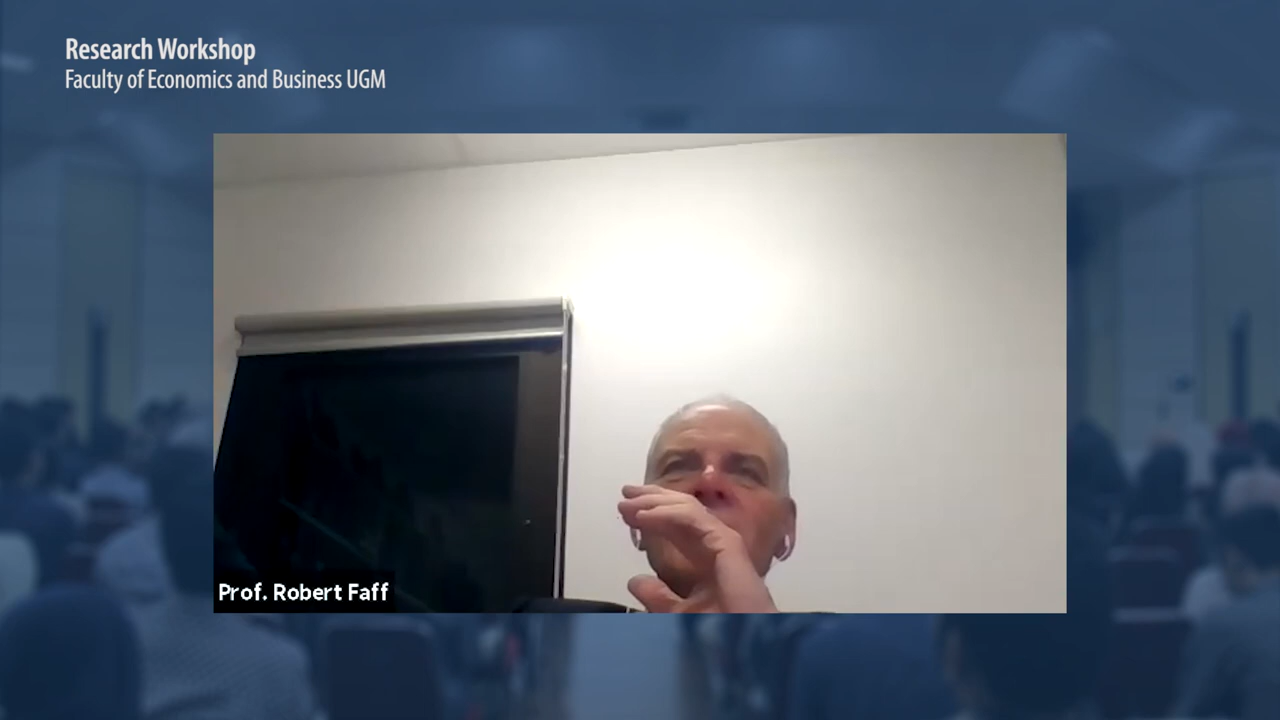 Research Workshop
Faculty of Economics and Business UGM
Prof. Robert Faff